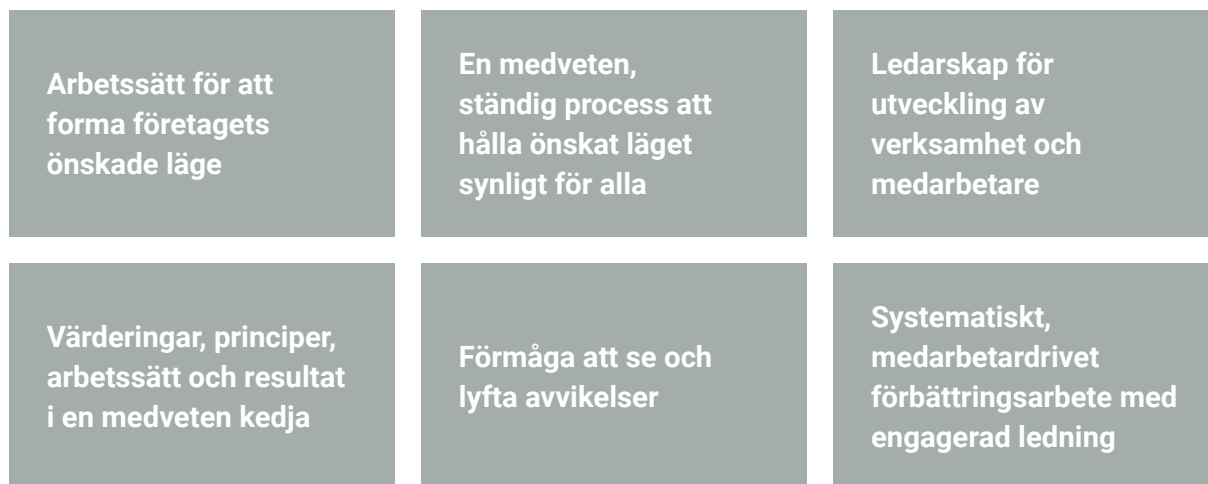 Arbetssätt för att
forma företagets
önskade läge
En medveten,
ständig process att
hålla önskat läget
synligt för alla
Ledarskap för
utveckling av
verksamhet och
medarbetare
Värderingar, principer,
arbetssätt och resultat
i en medveten kedja
Förmåga att se och
lyfta avvikelser
Systematiskt,
medarbetardrivet
förbättringsarbete med
engagerad ledning